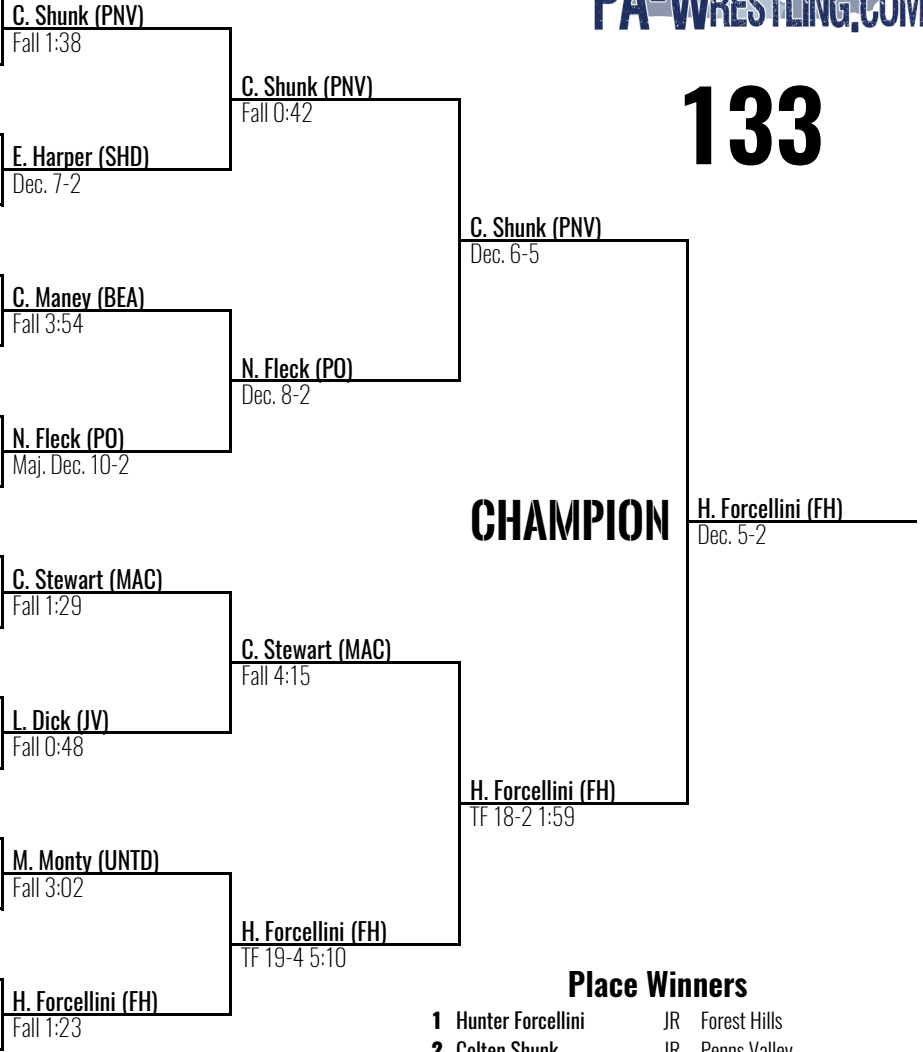 PA-WRESTLING.COM
133
C. Shunk (PNV)
Fall 1:38
C. Shunk (PNV)
Fall 0:42
E. Harper (SHD)
Dec. 7-2
C. Shunk (PNV)
Dec. 6-5
C. Maney (BEA)
Fall 3:54
N. Fleck (PO)
Dec. 8-2
N. Fleck (PO)
Maj. Dec. 10-2
CHAMPION
H. Forcellini (FH)
Dec. 5-2
C. Stewart (MAC)
Fall 1:29
C. Stewart (MAC)
Fall 4:15
L. Dick (JV)
Fall 0:48
H. Forcellini (FH)
TF 18-2 1:59
M. Monty (UNTD)
Fall 3:02
H. Forcellini (FH)
TF 19-4 5:10
H. Forcellini (FH)
Fall 1:23
Place Winners
1 Hunter Forcellini JR Forest Hills
2 Colten Shunk JR Penns Valley